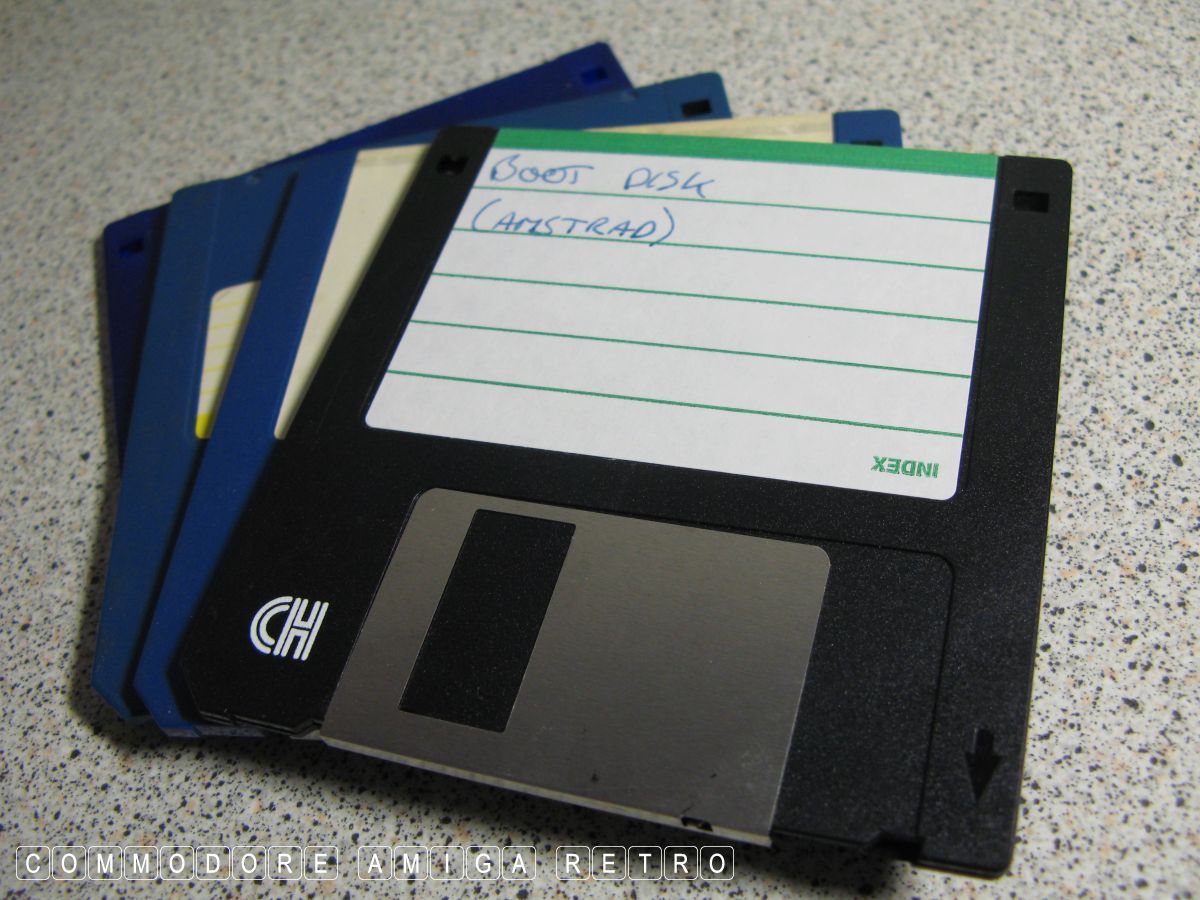 BOOT DISK
(AMSTRAD)
INDEX
CH
COMMODORE AMIGA RETRO